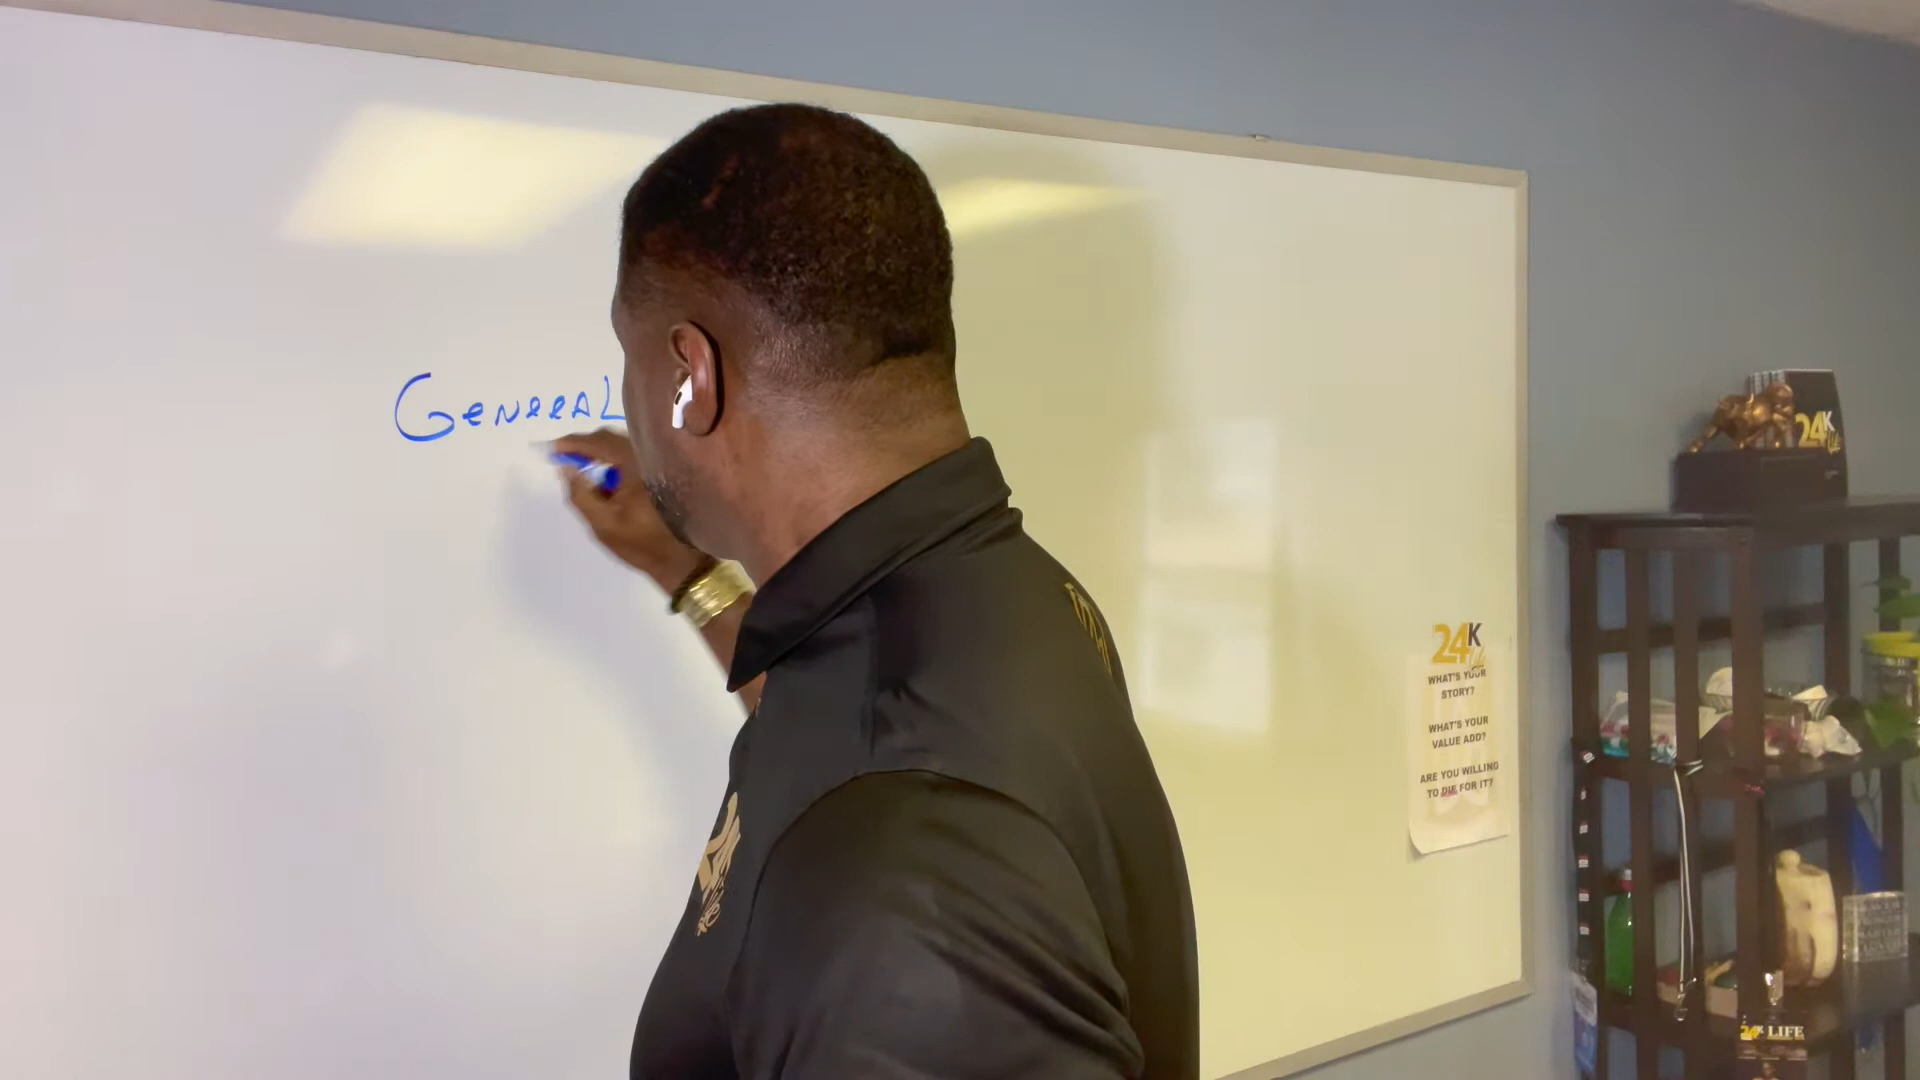 General
24K
24K
Life
WHAT'S YOUR
STORY?
WHAT'S YOUR
VALUE ADD?
ARE YOU WILLING
TO DIE FOR IT?
24K LIFE